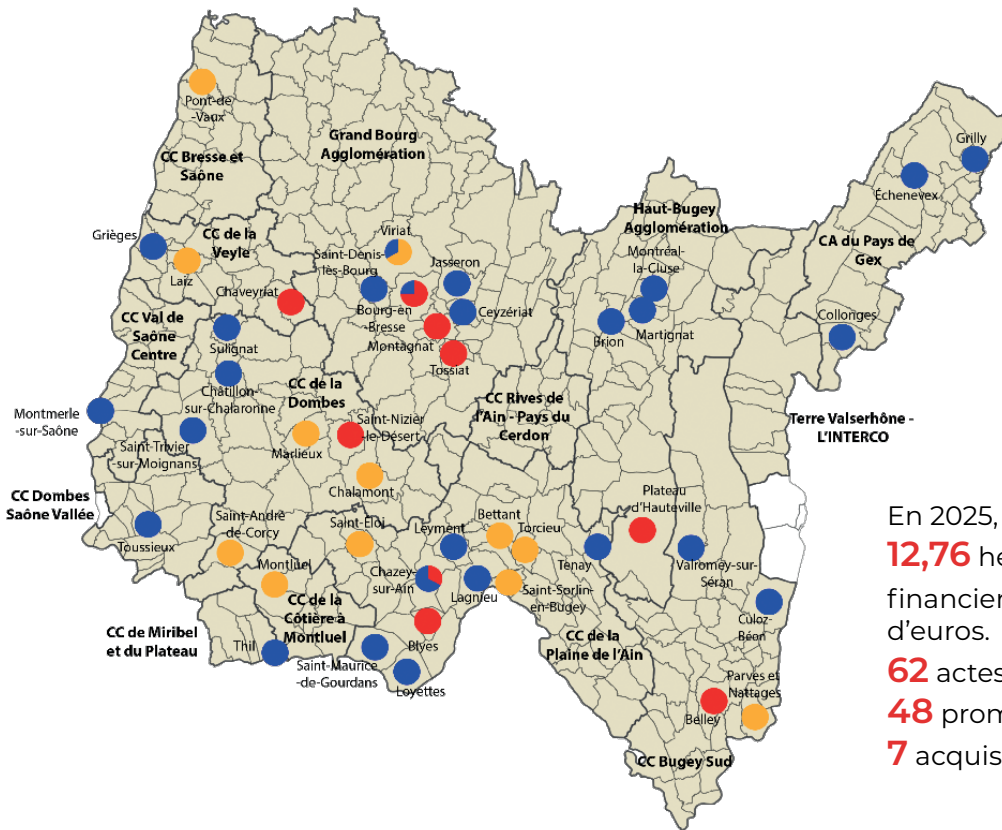 Pont-de
-Vaux
CC Bresse et
Saône
Grand Bourg
Agglomération
Grilly
Échenevex
Haut-Bugey
Agglomération
CA du Pays de
Gex
Grièges
CC de la
Veyle
Laiz
Viriat
Saint-Denis-
lès-Bourg
Jasseron
Montréal-
la-Cluse
Chaveyriat
Bourg-en
-Bresse
Ceyzériat
Brion
Martignat
Collonges
CC Val de
Saône
Centre
Sulignat
Montagnat
Tossiat
Châtillon-
sur-Chalaronne
CC de la
Dombes
CC Rives de
l'Ain - Pays du
Cerdon
Montmerle
-sur-Saône
Saint-Trivier
-sur-Moignans
Marlieux
Saint-Nizier
-le-Désert
Terre Valserhône -
L'INTERCO
CC Dombes
Saône Vallée
Chalamont
Plateau
d'Hauteville
Toussieux
Saint-André
-de-Corcy
Saint-Éloi
Leyment
Bettant
Torcieu
Tenay
Valromey-sur-
Séran
Montluel
Chazey-
sur-Ain
Lagnieu
Saint-Sorlin-
en-Bugey
Culoz-
Béon
CC de Miribel
et du Plateau
CC de la
Côtière à
Montluel
Thil
Blyes
Saint-Maurice
-de-Gourdans
Loyettes
CC de la
Plaine de l'Ain
Parves et
Nattages
Belley
CC Bugey Sud
En 2025,
12,76 he
financier
d'euros.
62 actes
48 prom
7 acquis